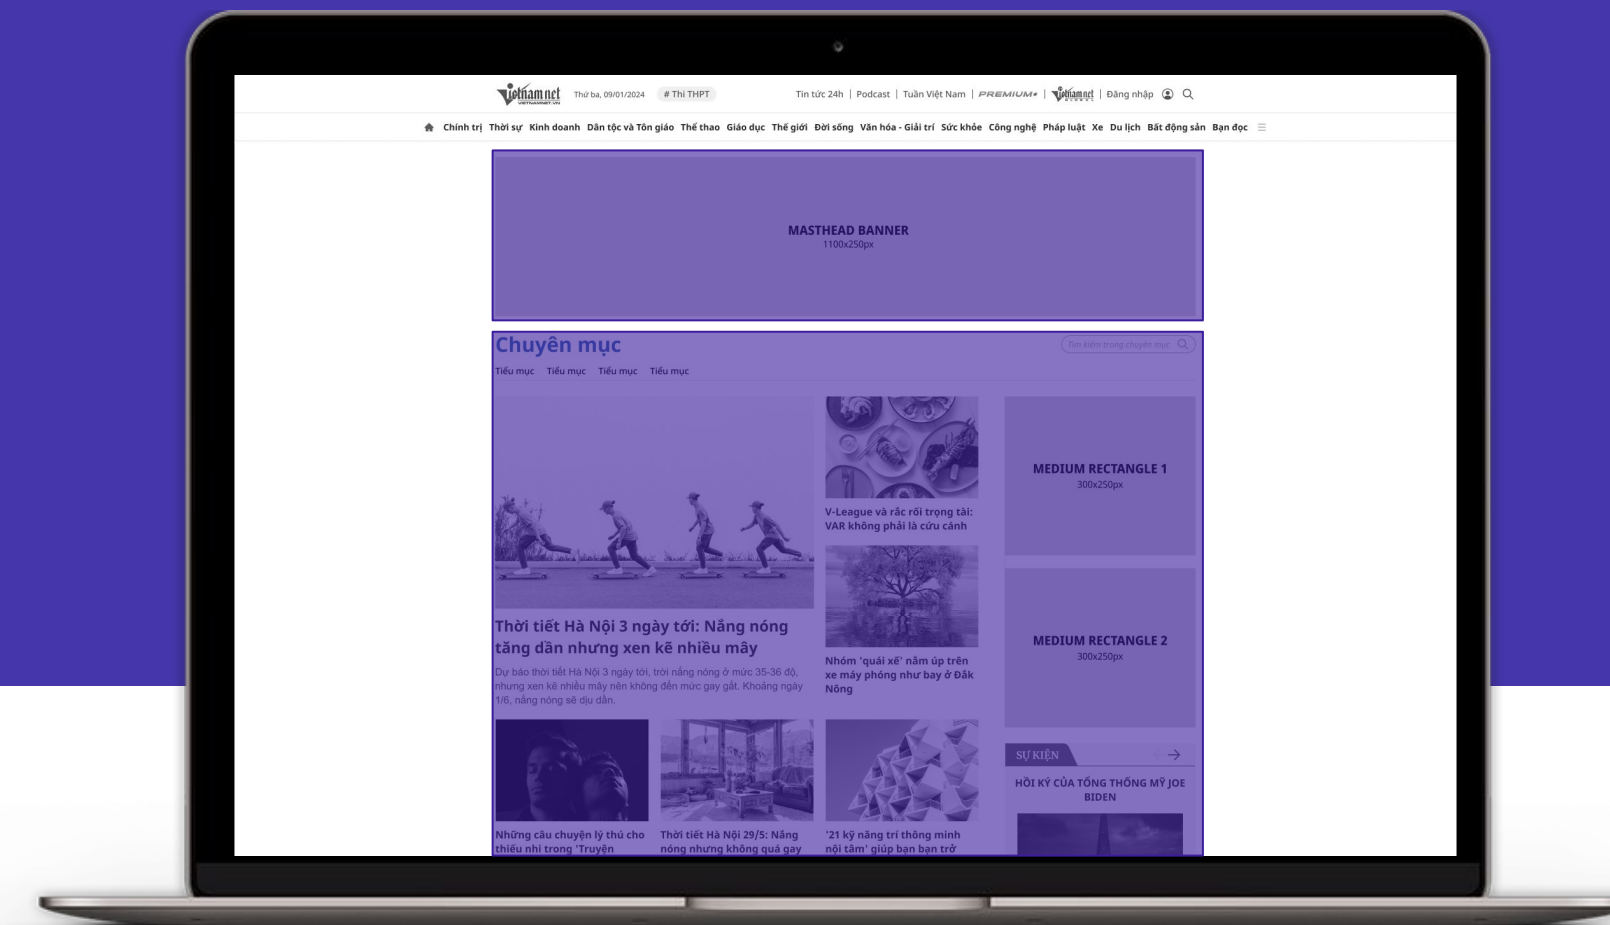 Vietnamnet
VIETNAMNET.VN
Thứ ba, 09/01/2024
# Thi THPT
Tin tức 24h | Podcast | Tuần Việt Nam | PREMIUM | Vietnamnet GLOBAL | Đăng nhập
Chính trị Thời sự Kinh doanh Dân tộc và Tôn giáo Thể thao Giáo dục Thế giới Đời sống Văn hóa - Giải trí Sức khỏe Công nghệ Pháp luật Xe Du lịch Bất động sản Bạn đọc
MASTHEAD BANNER
1100x250px
Chuyên mục
Tìm kiếm trong chuyên mục
Tiểu mục Tiểu mục Tiểu mục Tiểu mục
Thời tiết Hà Nội 3 ngày tới: Nắng nóng
tăng dần nhưng xen kẽ nhiều mây
Dự báo thời tiết Hà Nội 3 ngày tới, trời nắng nóng ở mức 35-36 độ,
nhưng xen kẽ nhiều mây nên không đến mức gay gắt. Khoảng ngày
1/6, nắng nóng sẽ dịu dần.
V-League và rắc rối trọng tài:
VAR không phải là cứu cánh
Nhóm 'quái xế' nằm úp trên
xe máy phóng như bay ở Đắk
Nông
MEDIUM RECTANGLE 1
300x250px
MEDIUM RECTANGLE 2
300x250px
Những câu chuyện lý thú cho
thiếu nhi trong 'Truyện
Thời tiết Hà Nội 29/5: Nắng
nóng nhưng không quá gay
'21 kỹ năng trí thông minh
nội tâm' giúp bạn bạn trở
SỰ KIỆN
HỒI KÝ CỦA TỔNG THỐNG MỸ JOE
BIDEN